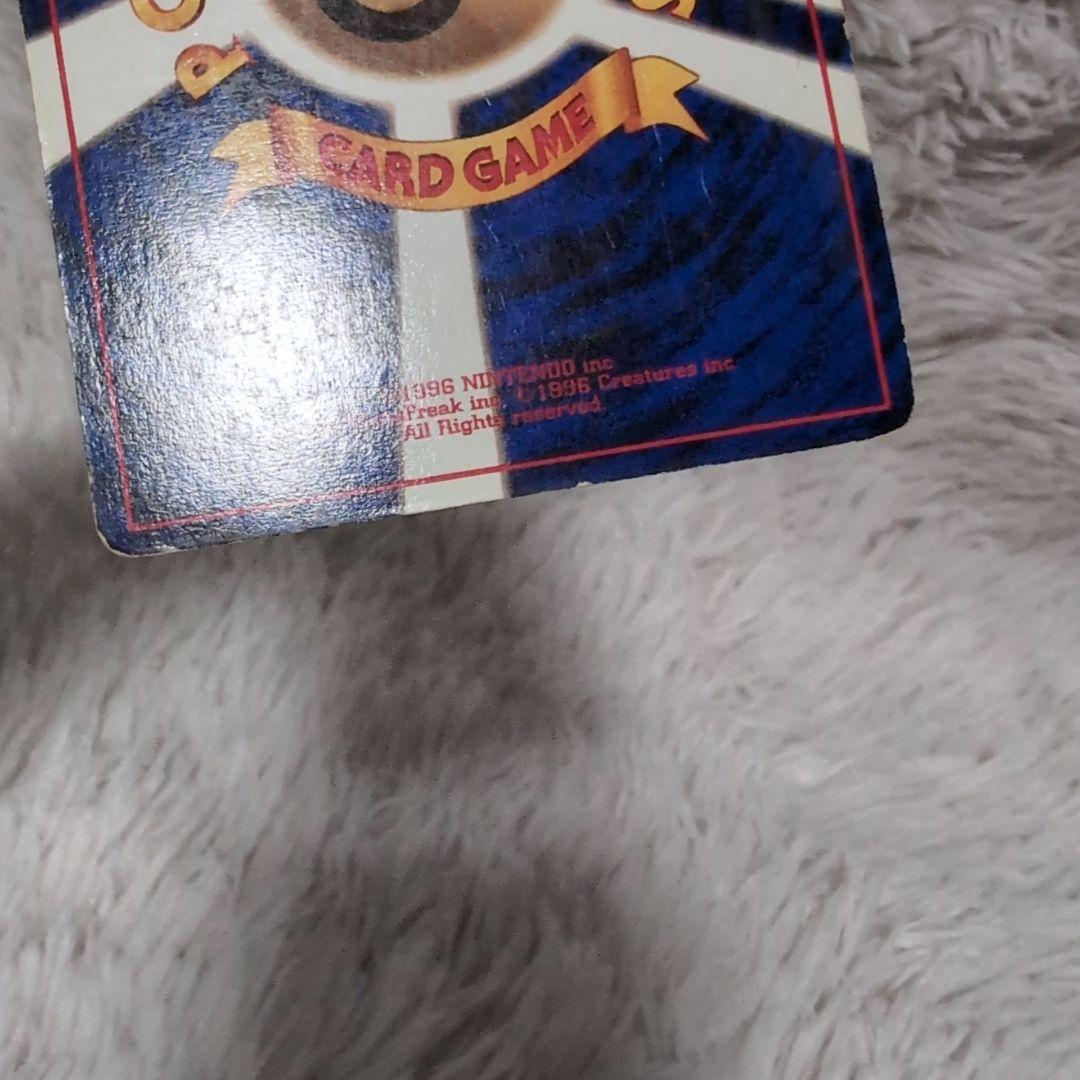 CARD GAME
1996 NINTENDO inc
Freak inc ©1996 Creatures inc
All Rights reserved.